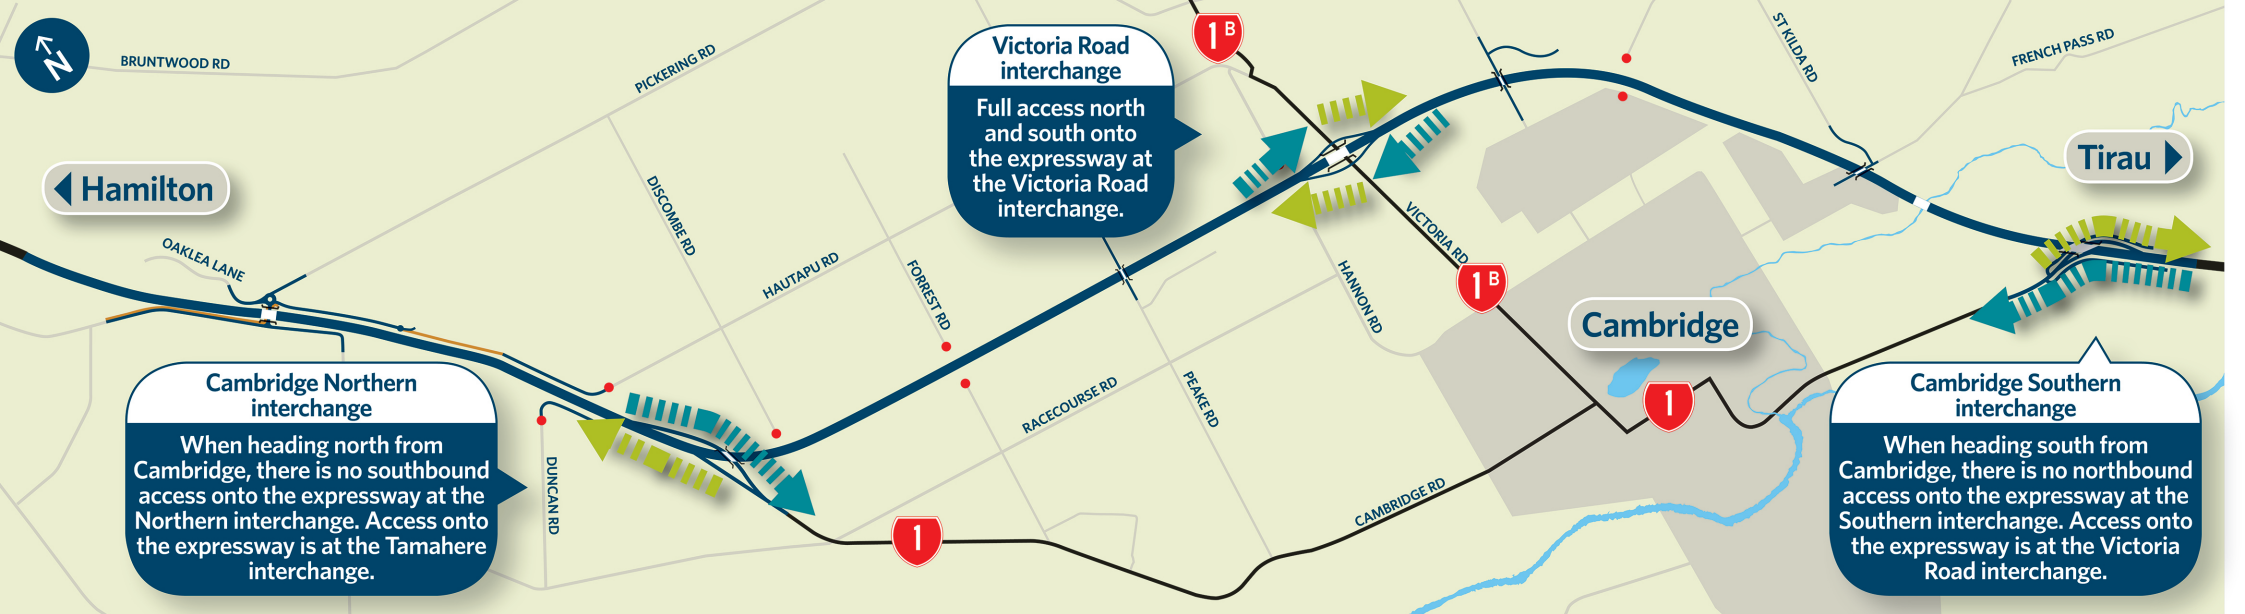 N
BRUNTWOOD RD
PICKERING RD
Victoria Road
interchange
Full access north
and south onto
the expressway at
the Victoria Road
interchange.
1 B
ST KILDA RD
FRENCH PASS RD
Hamilton
Tirau
OAKLEA LANE
DISCOMBE RD
HAUTAPU RD
FORREST RD
VICTORIA RD
HANNON RD
1 B
Cambridge
Cambridge Northern
interchange
When heading north from
Cambridge, there is no southbound
access onto the expressway at the
Northern interchange. Access onto
the expressway is at the Tamahere
interchange.
DUNCAN RD
1
RACECOURSE RD
PEAKE RD
CAMBRIDGE RD
1
Cambridge Southern
interchange
When heading south from
Cambridge, there is no northbound
access onto the expressway at the
Southern interchange. Access onto
the expressway is at the Victoria
Road interchange.